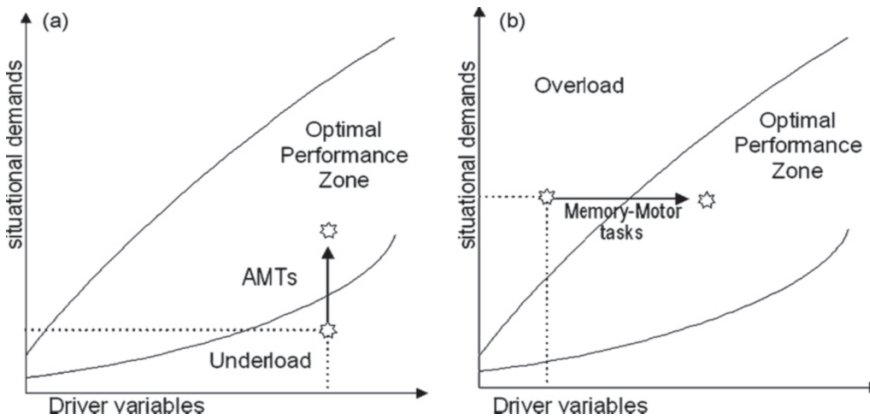 (a)
situational demands
Optimal
Performance
Zone
AMTs
Underload
Driver variables
(b)
situational demands
Overload
Optimal
Performance
Zone
Memory-Motor
tasks
Driver variables